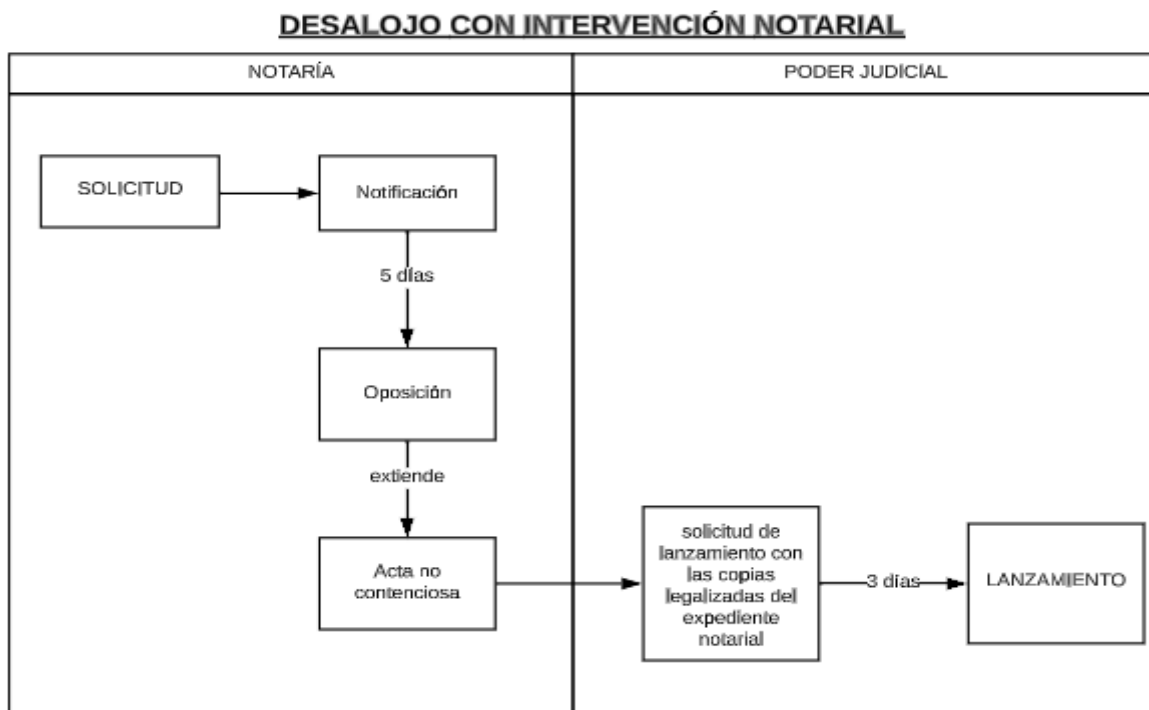 DESALOJO CON INTERVENCIÓN NOTARIAL
NOTARÍA
PODER JUDICIAL
SOLICITUD
Notificación
5 días
Oposición
extiende
Acta no
contenciosa
solicitud de
lanzamiento con
las copias
legalizadas del
expediente
notarial
3 días
LANZAMIENTO